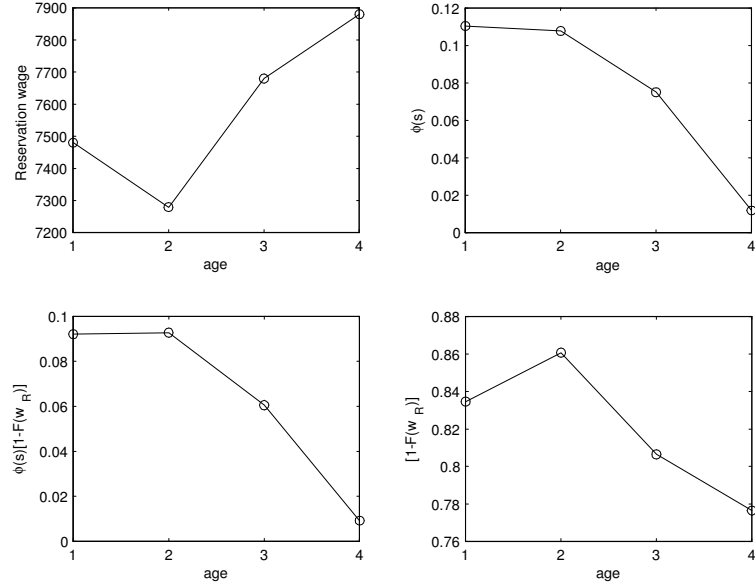 7900
7800
7700
7600
7500
7400
7300
7200
Reservation wage
1 2 3 4
age
0.12
0.1
0.08
0.06
0.04
0.02
0
ϕ(s)
1 2 3 4
age
0.1
0.08
0.06
0.04
0.02
0
ϕ(s)[1-F(w_R)]
1 2 3 4
age
0.88
0.86
0.84
0.82
0.8
0.78
0.76
[1-F(w_R)]
1 2 3 4
age